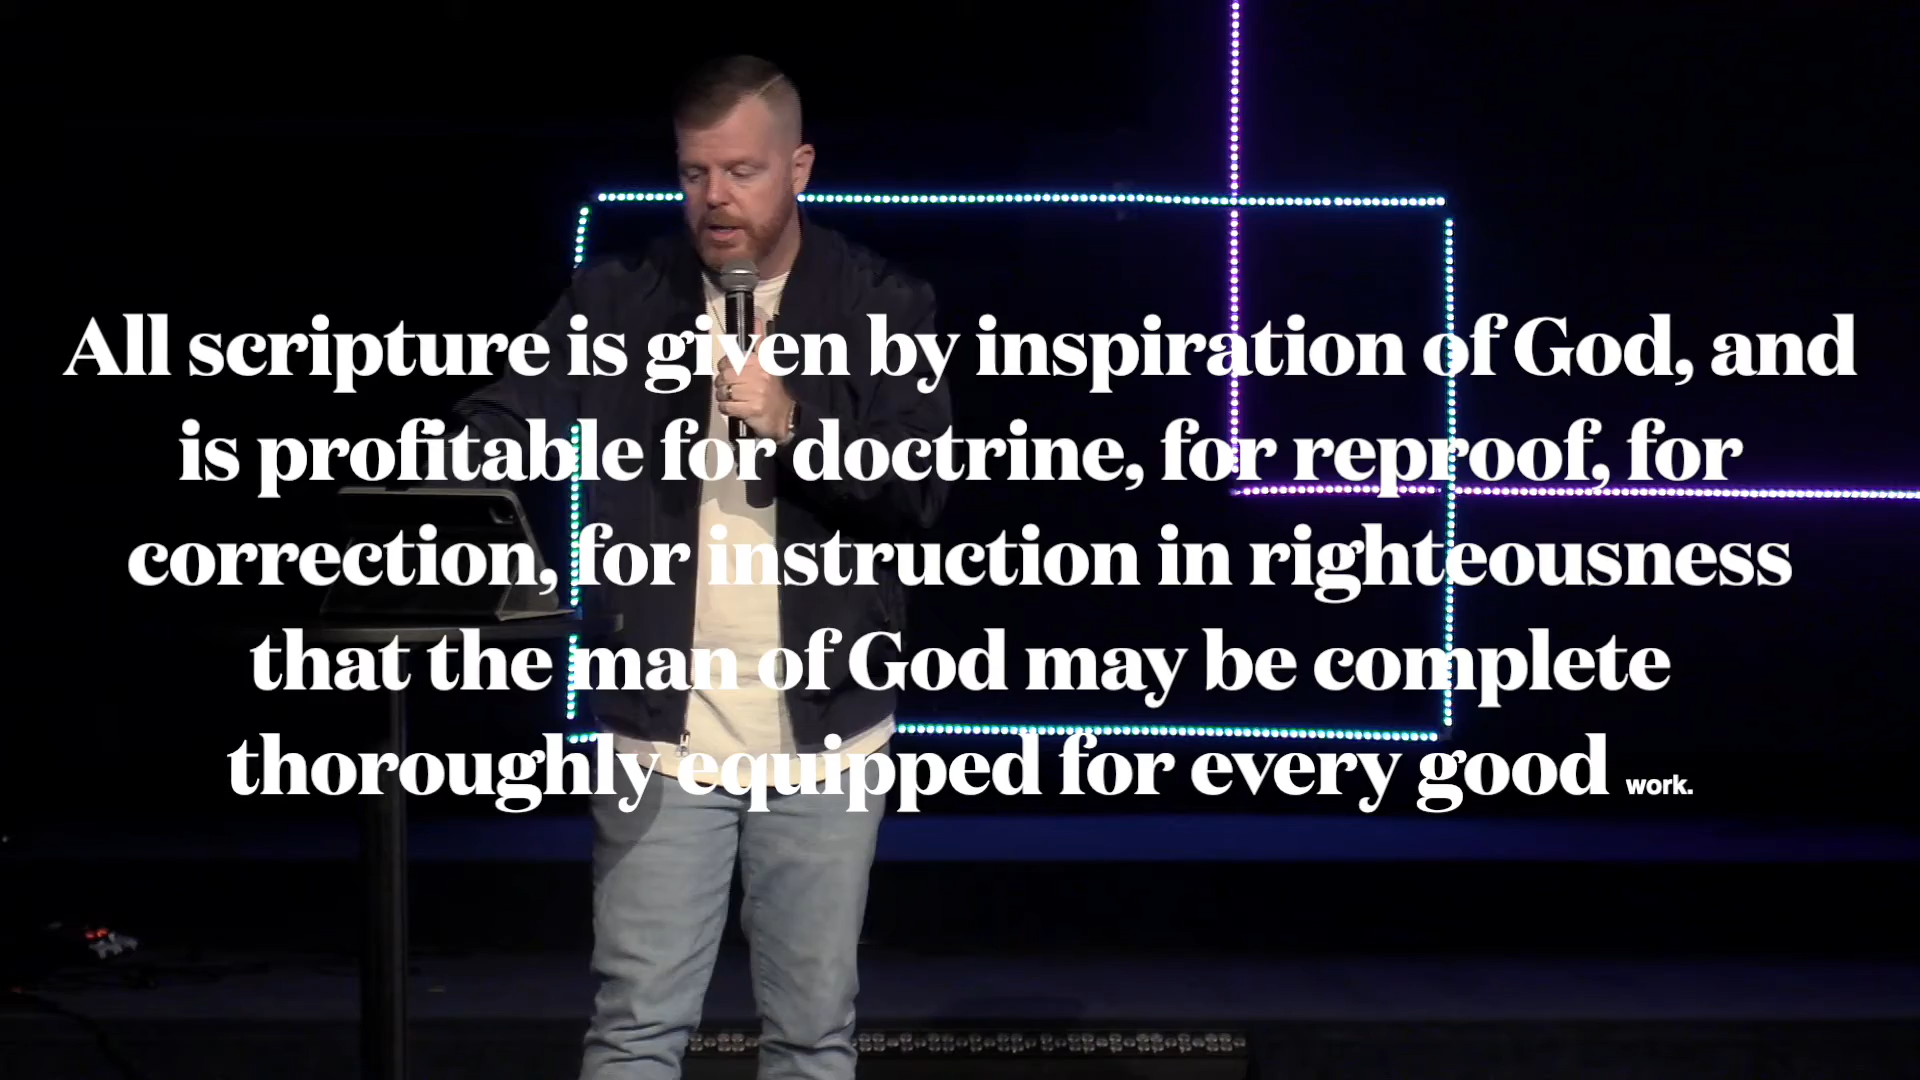 All scripture is given by inspiration of God, and
is profitable for doctrine, for reproof, for
correction, for instruction in righteousness
that the man of God may be complete
thoroughly equipped for every good work.